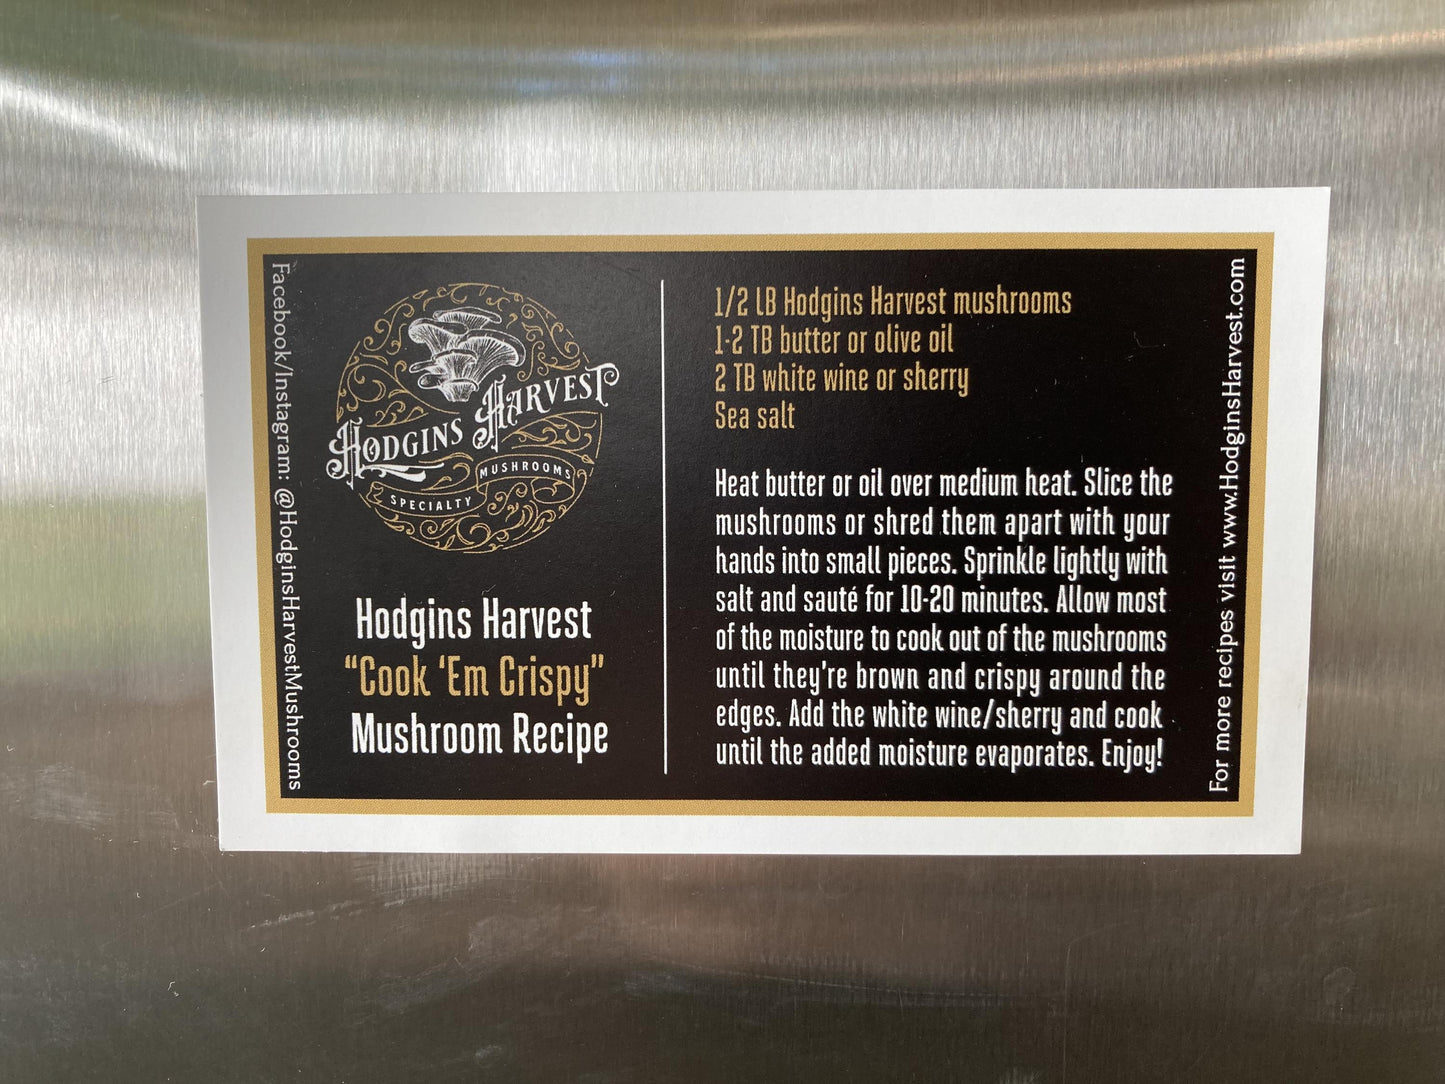 Facebook/Instagram: @HodginsHarvestMushrooms
HODGINS HARVEST
SPECIALTY MUSHROOMS
Hodgins Harvest
“Cook ‘Em Crispy”
Mushroom Recipe
1/2 LB Hodgins Harvest mushrooms
1-2 TB butter or olive oil
2 TB white wine or sherry
Sea salt
Heat butter or oil over medium heat. Slice the
mushrooms or shred them apart with your
hands into small pieces. Sprinkle lightly with
salt and sauté for 10-20 minutes. Allow most
of the moisture to cook out of the mushrooms
until they're brown and crispy around the
edges. Add the white wine/sherry and cook
until the added moisture evaporates. Enjoy!
For more recipes visit www.HodginsHarvest.com